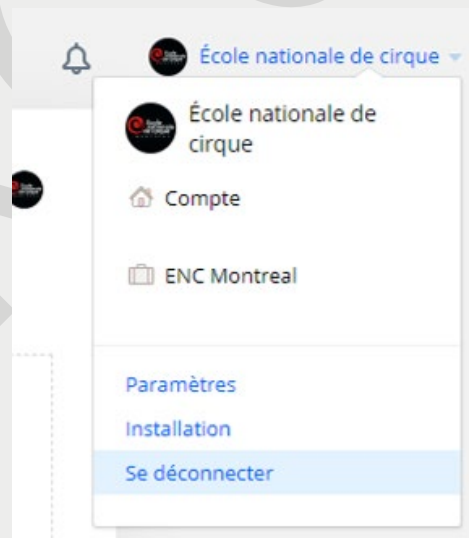 École nationale de cirque
École nationale de
cirque
Compte
ENC Montreal
Paramètres
Installation
Se déconnecter